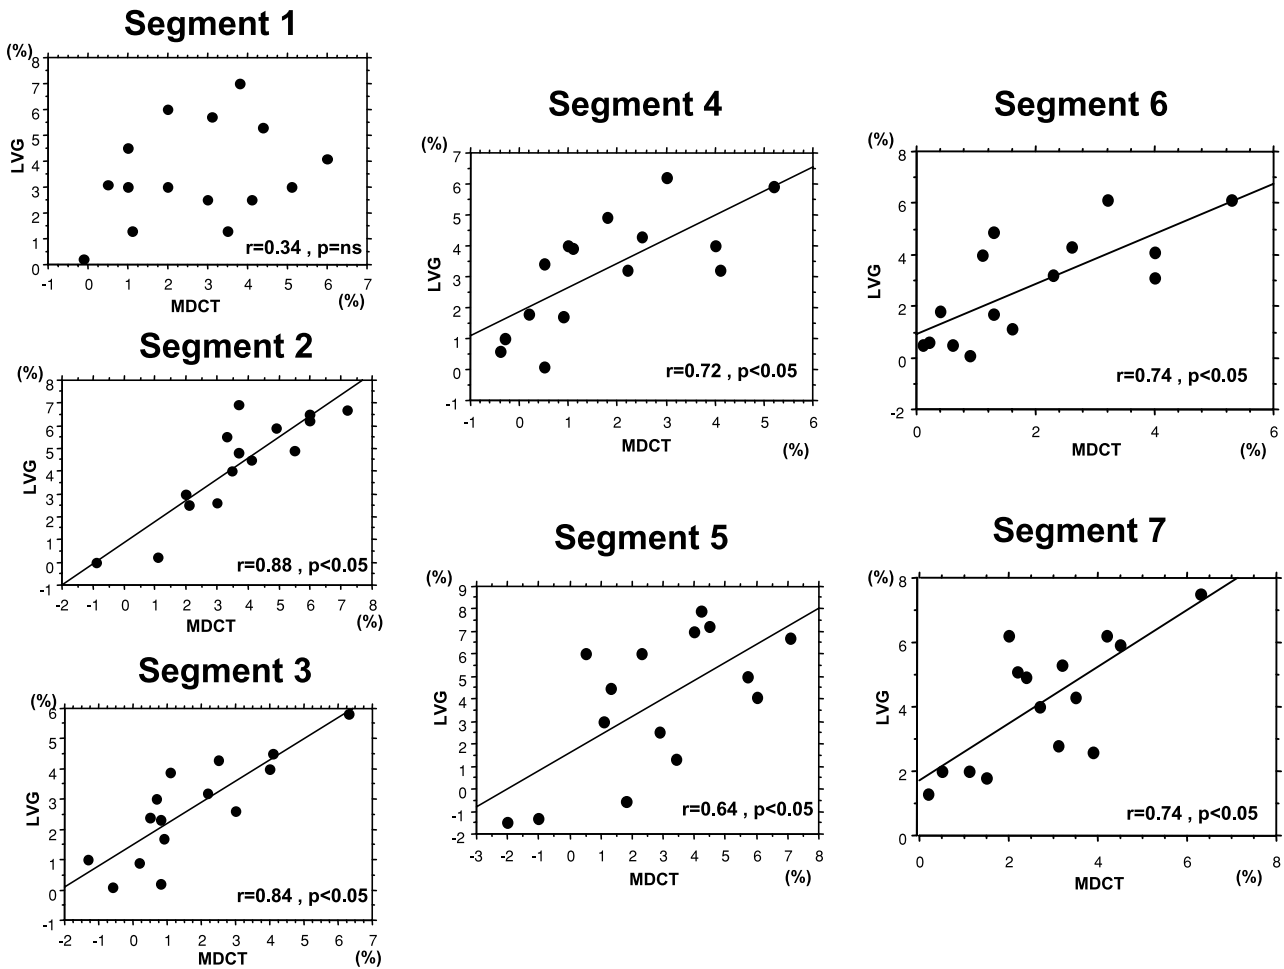 Segment 1
(%)
8
7
6
5
4
3
2
1
0
LVG
r=0.34 , p=ns
-1 0 1 2 3 4 5 6 7
MDCT (%)
Segment 2
(%)
8
7
6
5
4
3
2
1
0
-1
LVG
r=0.88 , p<0.05
-2 -1 0 1 2 3 4 5 6 7 8
MDCT (%)
Segment 3
(%)
6
5
4
3
2
1
0
-1
LVG
r=0.84 , p<0.05
-2 -1 0 1 2 3 4 5 6 7
MDCT (%)
Segment 4
(%)
7
6
5
4
3
2
1
0
-1
LVG
r=0.72 , p<0.05
-1 0 1 2 3 4 5 6
MDCT (%)
Segment 5
(%)
9
8
7
6
5
4
3
2
1
0
-1
-2
LVG
r=0.64 , p<0.05
-3 -2 -1 0 1 2 3 4 5 6 7 8
MDCT (%)
Segment 6
(%)
8
6
4
2
0
-2
LVG
r=0.74 , p<0.05
0 2 4 6
MDCT (%)
Segment 7
(%)
8
6
4
2
0
LVG
r=0.74 , p<0.05
0 2 4 6 8
MDCT (%)